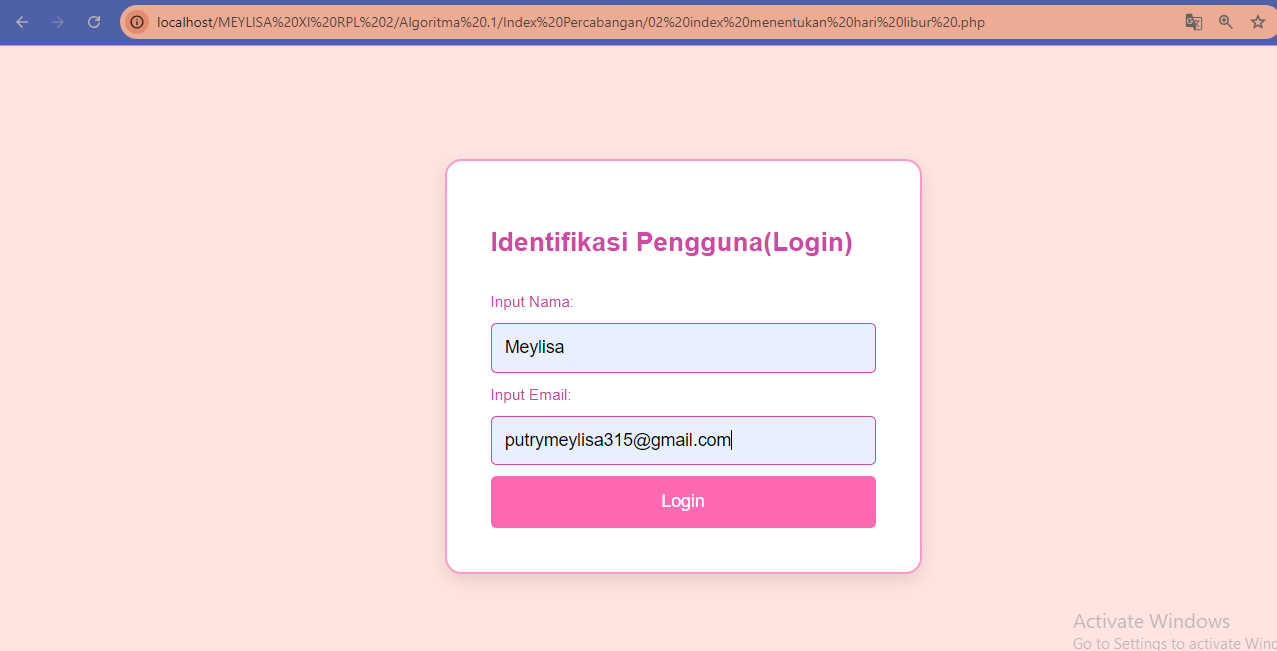 localhost/MEYLISA%20XI%20RPL%202/Algoritma%20.1/Index%20Percabangan/02%20index%20menentukan%20hari%20libur%20.php
Identifikasi Pengguna(Login)
Input Nama:
Meylisa
Input Email:
putrymeylisa315@gmail.com
Login
Activate Windows
Go to Settings to activate